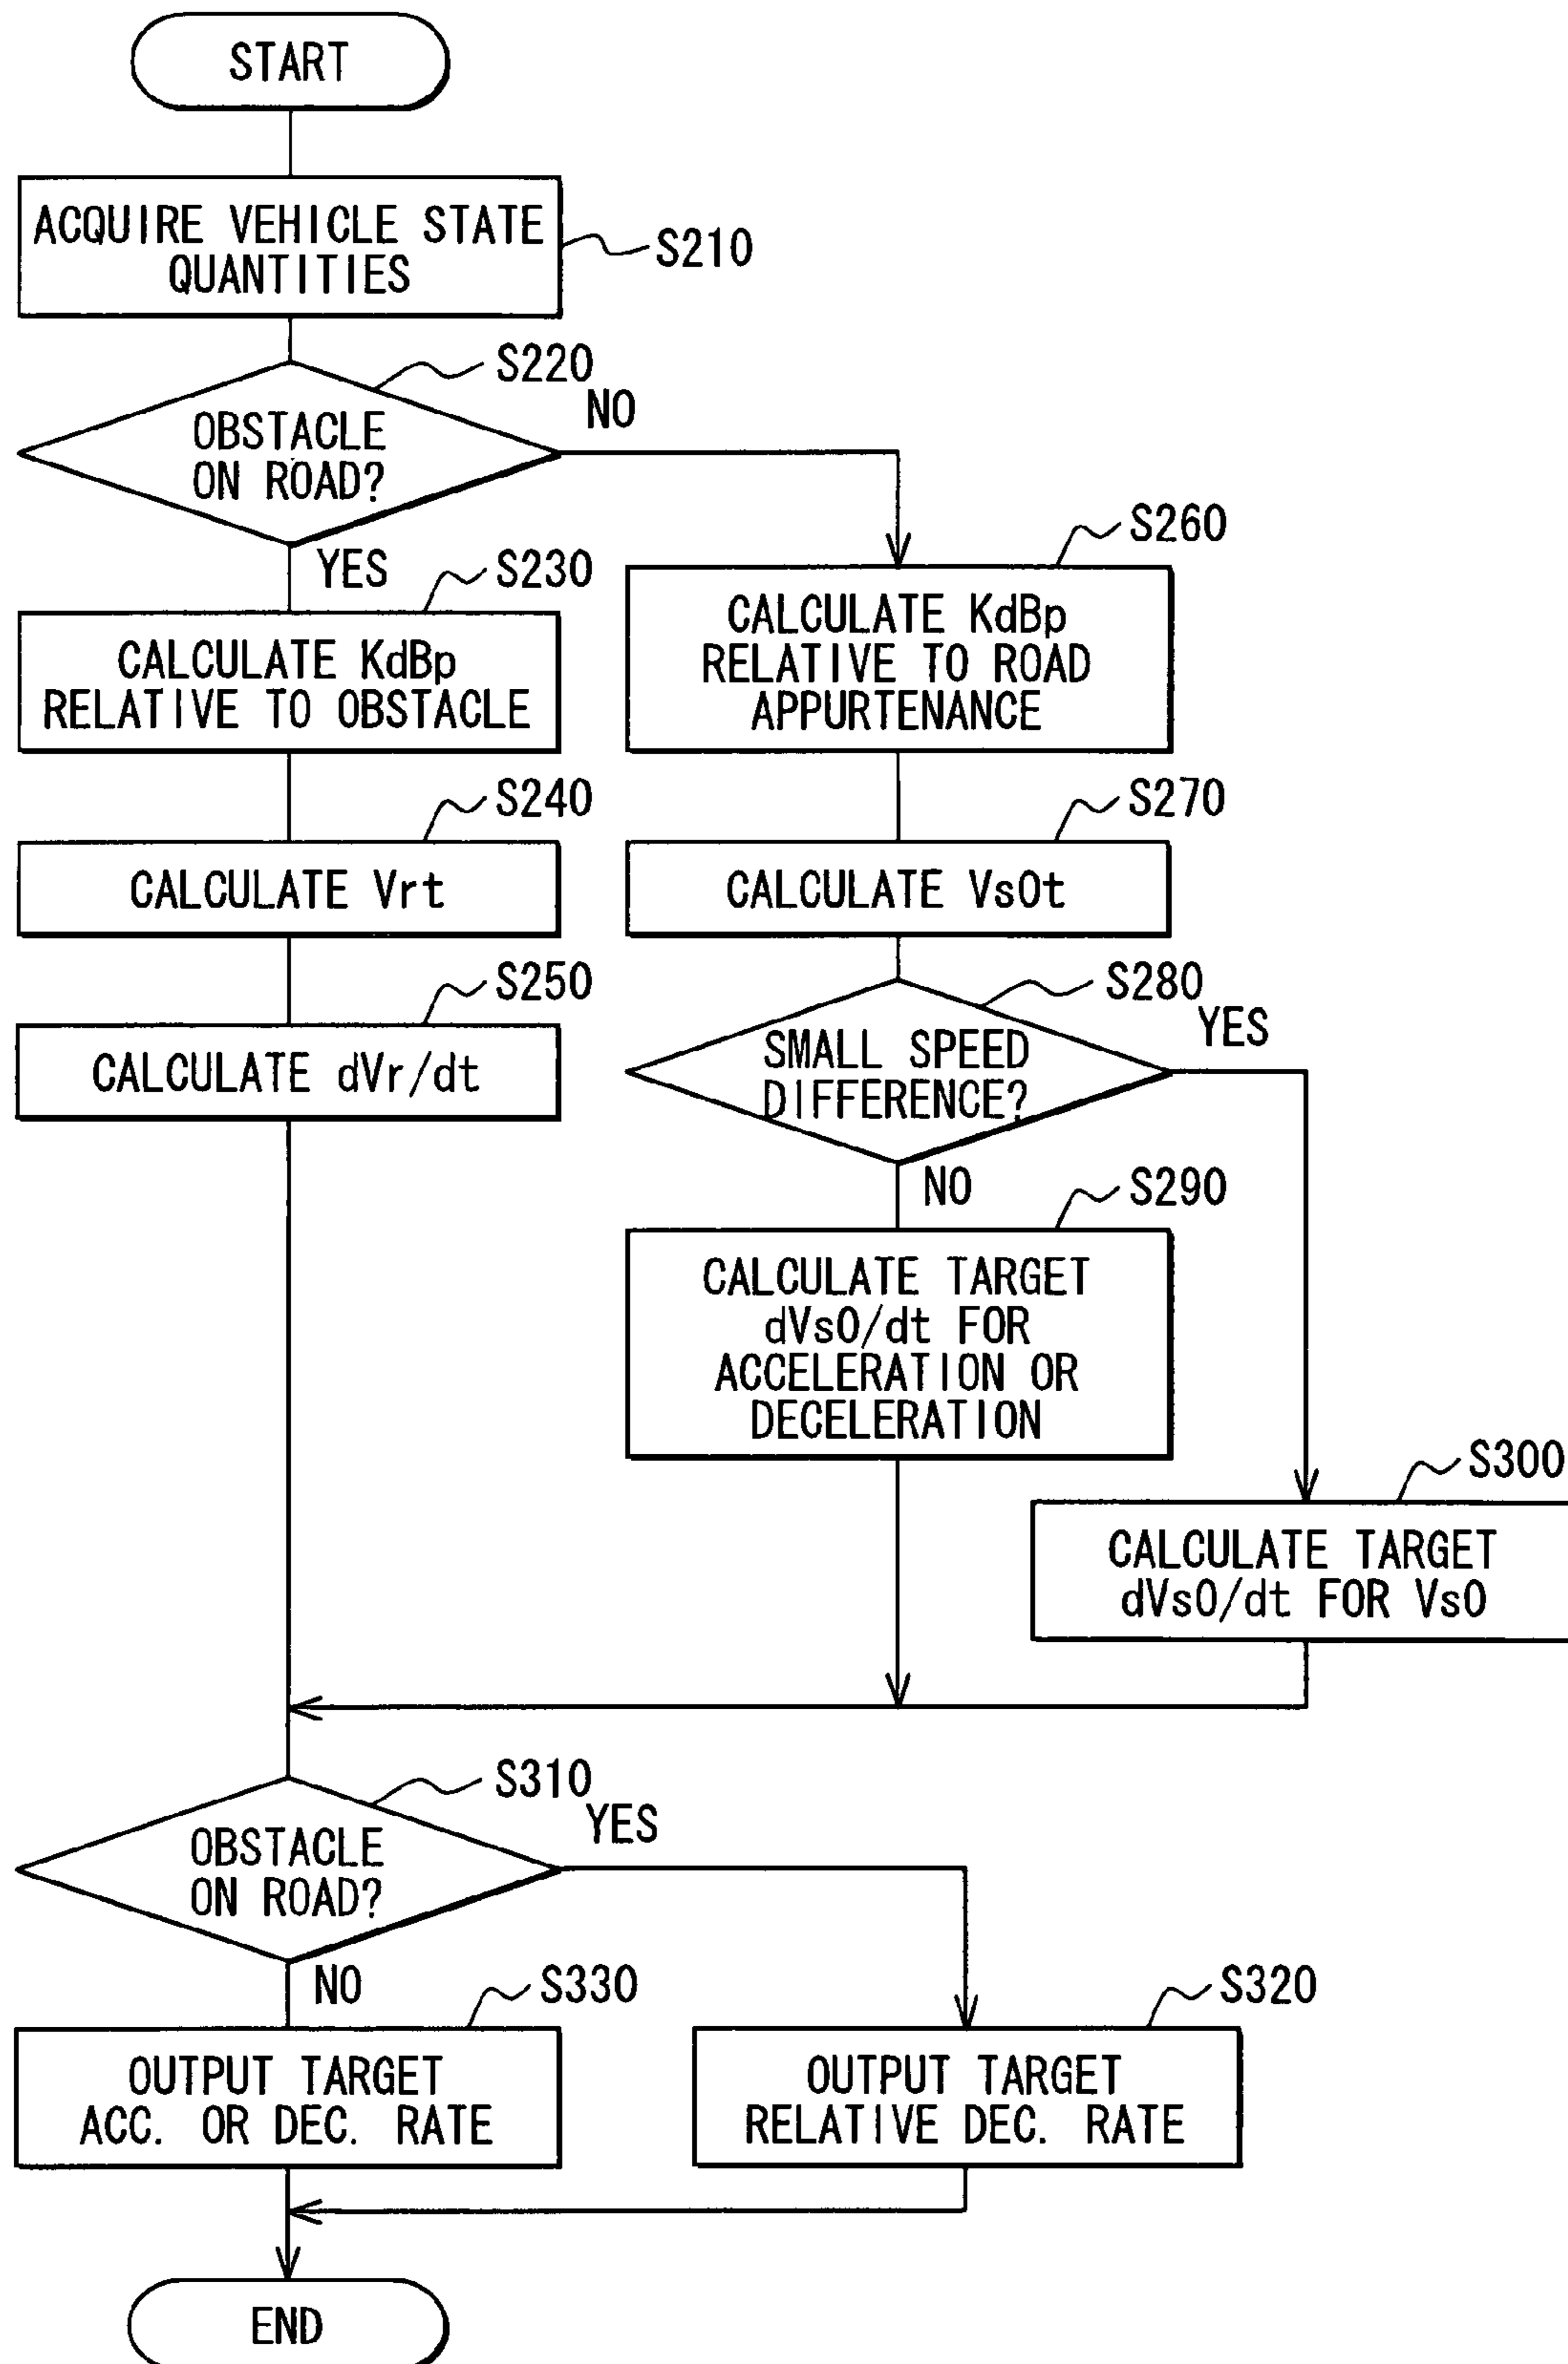 START
ACQUIRE VEHICLE STATE
QUANTITIES
S210
S220
OBSTACLE
ON ROAD?
NO
YES
S230
CALCULATE KdBp
RELATIVE TO OBSTACLE
S260
CALCULATE KdBp
RELATIVE TO ROAD
APPURTENANCE
S240
CALCULATE Vrt
S270
CALCULATE Vs0t
S250
CALCULATE dVr/dt
S280
SMALL SPEED
DIFFERENCE?
YES
NO
S290
CALCULATE TARGET
dVs0/dt FOR
ACCELERATION OR
DECELERATION
S300
CALCULATE TARGET
dVs0/dt FOR Vs0
S310
OBSTACLE
ON ROAD?
YES
NO
S330
OUTPUT TARGET
ACC. OR DEC. RATE
S320
OUTPUT TARGET
RELATIVE DEC. RATE
END